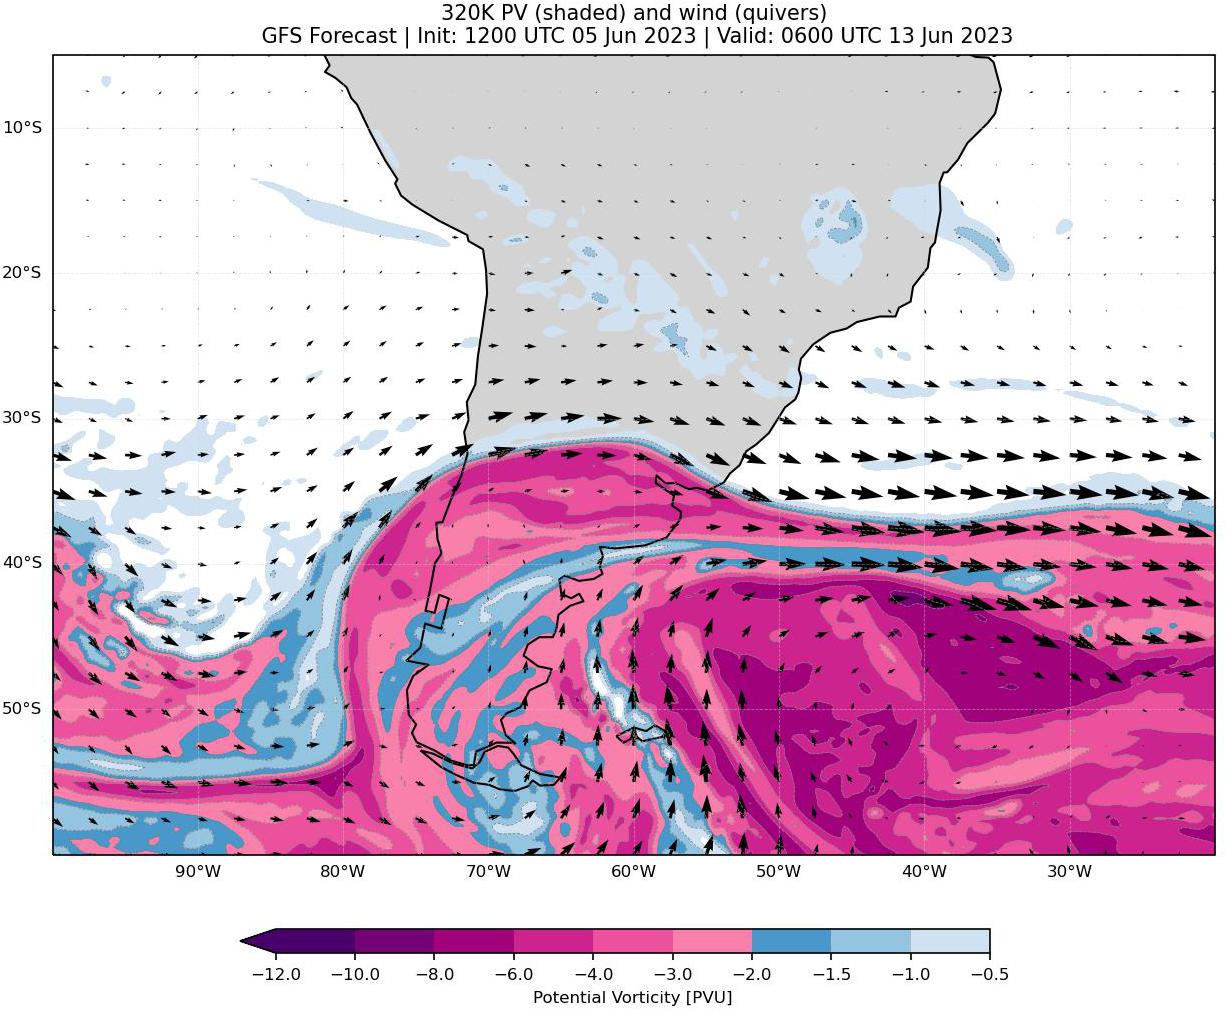 320K PV (shaded) and wind (quivers)
GFS Forecast | Init: 1200 UTC 05 Jun 2023 | Valid: 0600 UTC 13 Jun 2023
10°S
20°S
30°S
40°S
50°S
90°W 80°W 70°W 60°W 50°W 40°W 30°W
−12.0 −10.0 −8.0 −6.0 −4.0 −3.0 −2.0 −1.5 −1.0 −0.5
Potential Vorticity [PVU]